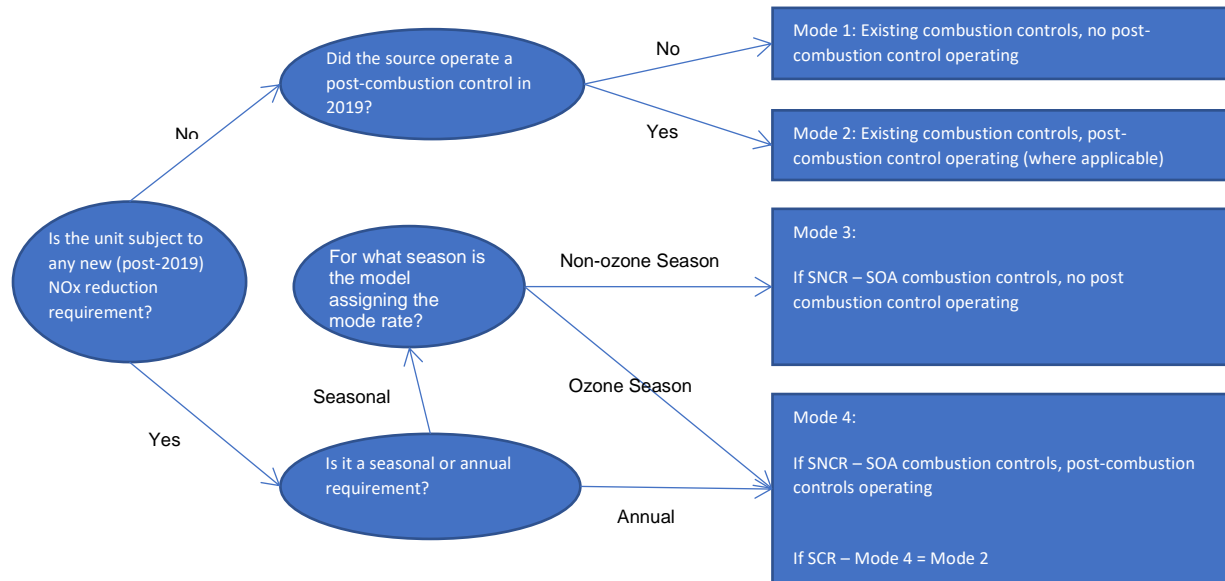 Did the source operate a
post-combustion control in
2019?
No
Yes
Mode 1: Existing combustion controls, no post-
combustion control operating
Mode 2: Existing combustion controls, post-
combustion control operating (where applicable)
No
Is the unit subject to
any new (post-2019)
NOx reduction
requirement?
Yes
For what season is
the model
assigning the
mode rate?
Non-ozone Season
Ozone Season
Mode 3:
If SNCR – SOA combustion controls, no post
combustion control operating
Seasonal
Is it a seasonal or annual
requirement?
Annual
Mode 4:
If SNCR – SOA combustion controls, post-combustion
controls operating
If SCR – Mode 4 = Mode 2